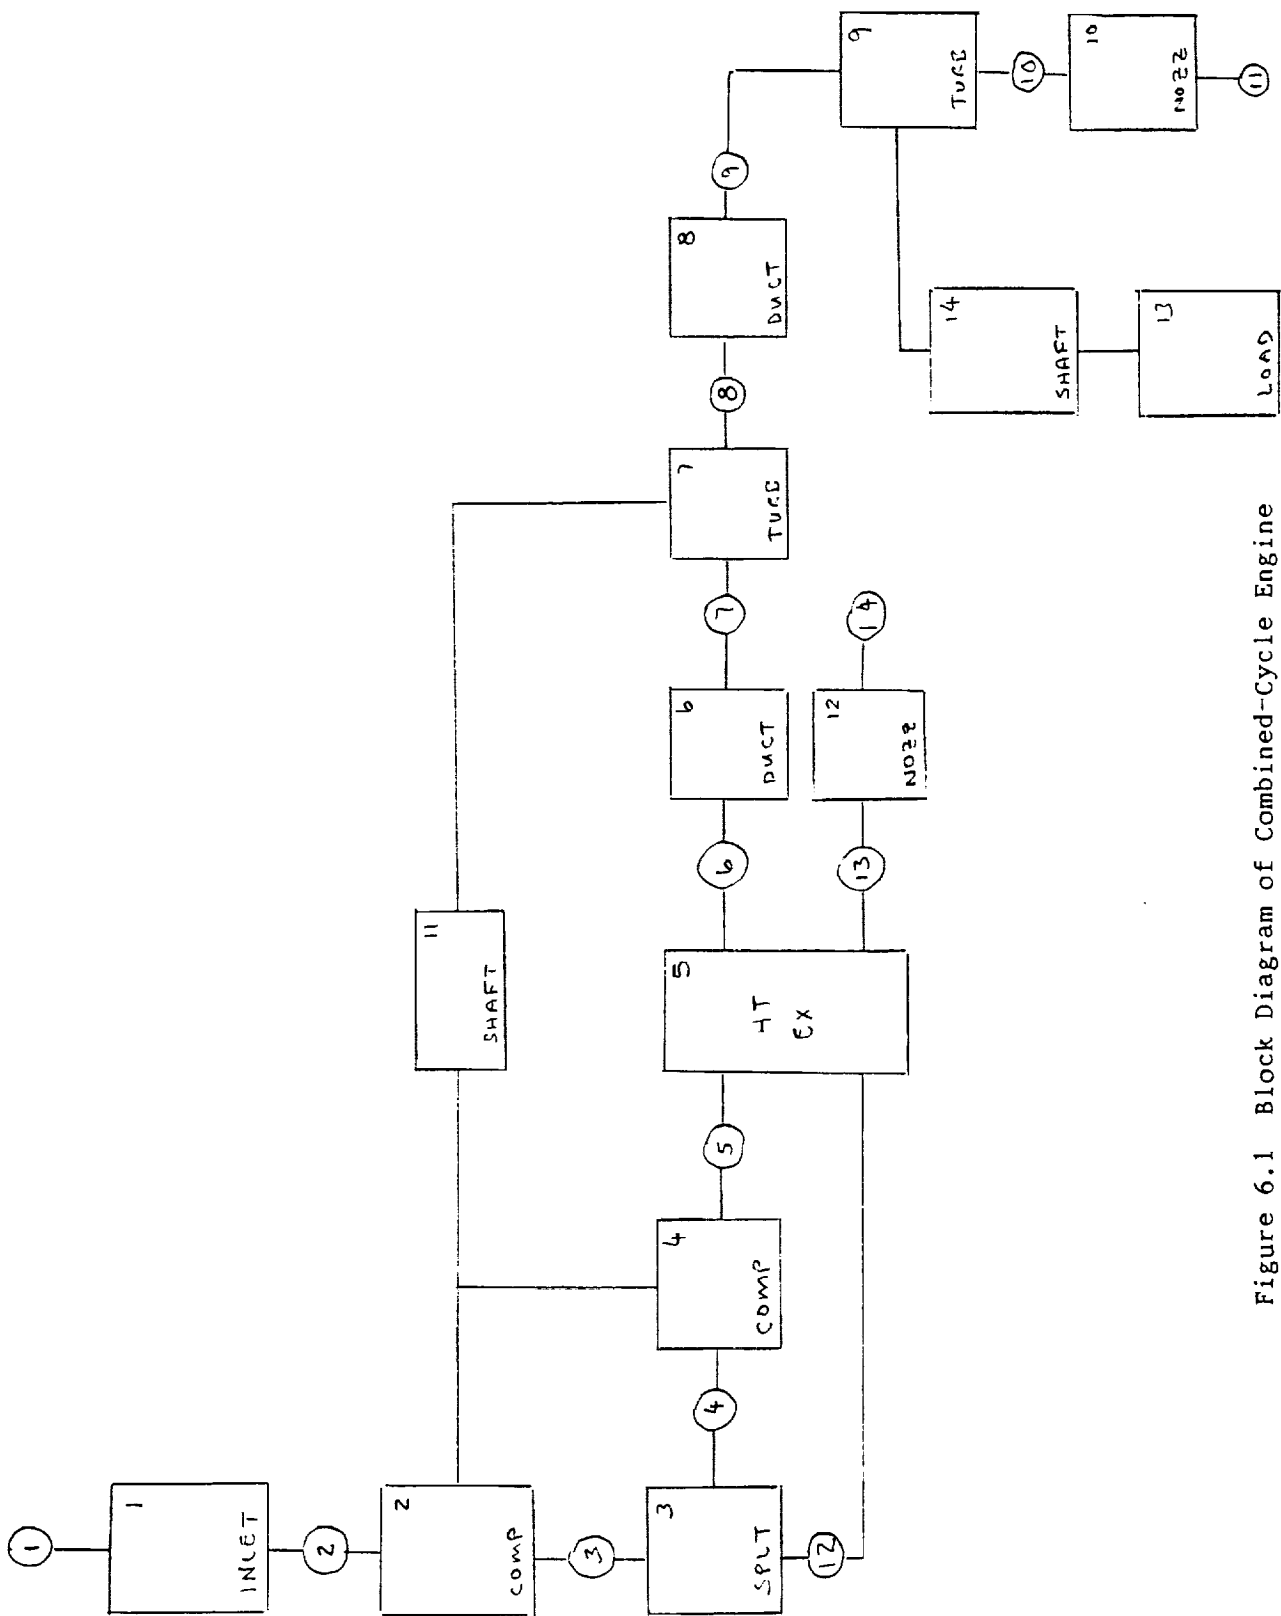 1
1
INLET
2
2
COMP
3
3
SPLT
12
4
4
COMP
5
11
SHAFT
5
HT
EX
6
13
6
DUCT
12
NOZZ
7
14
7
TURB
8
8
DUCT
9
9
TURB
10
10
NOZZ
11
14
SHAFT
13
LOAD
Figure 6.1 Block Diagram of Combined-Cycle Engine